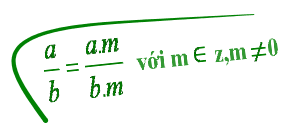 a/b = a.m/b.m với m ∈ z,m ≠0